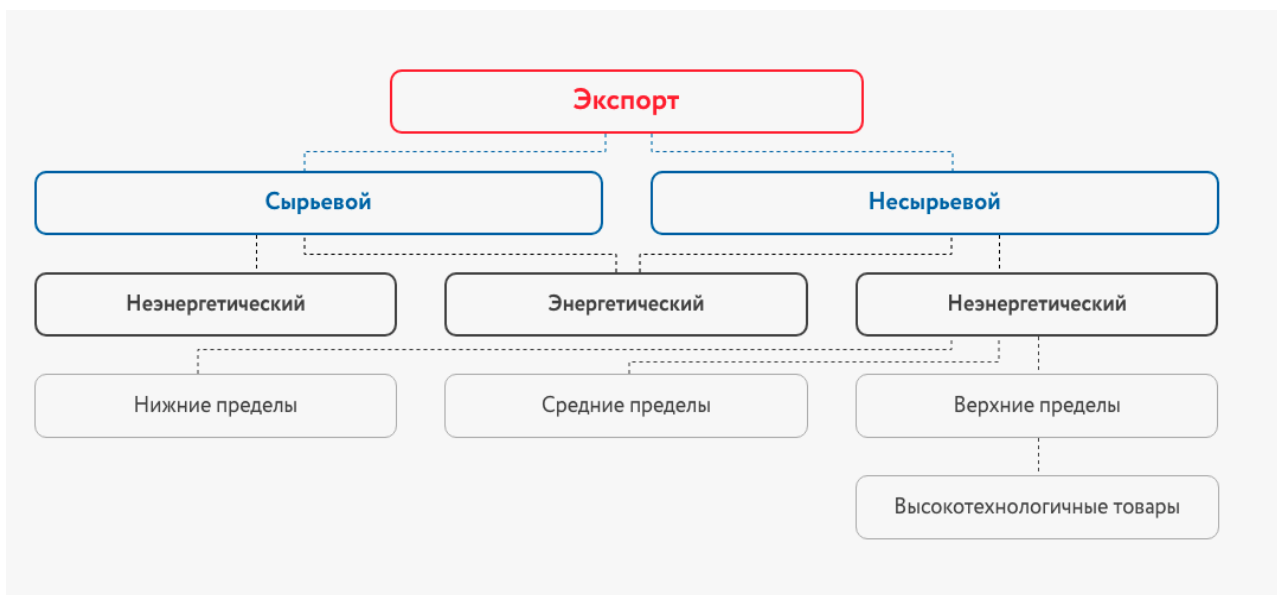 Экспорт
Сырьевой
Несырьевой
Неэнергетический
Энергетический
Неэнергетический
Нижние пределы
Средние пределы
Верхние пределы
Высокотехнологичные товары